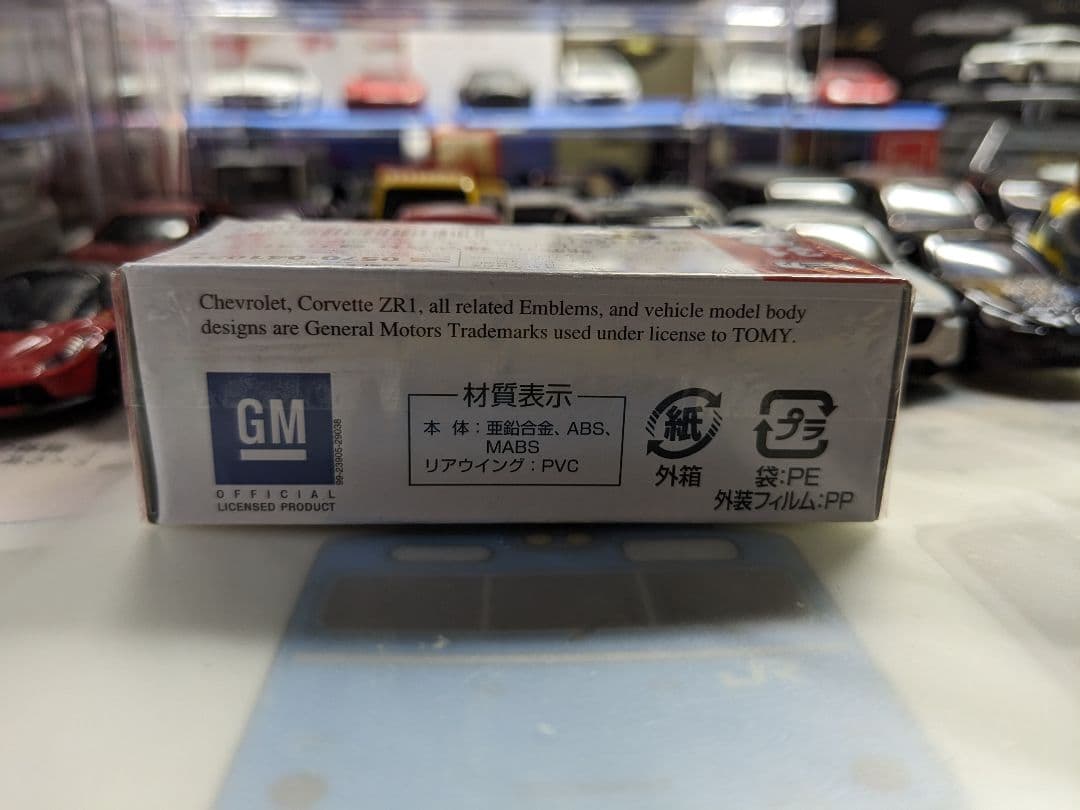 Chevrolet, Corvette ZR1, all related Emblems, and vehicle model body
designs are General Motors Trademarks used under license to TOMY.
GM
OFFICIAL
LICENSED PRODUCT
99-23905-29038
材質表示
本 体：亜鉛合金、ABS、
MABS
リアウイング：PVC
紙
外箱
プラ
袋:PE
外装フィルム:PP